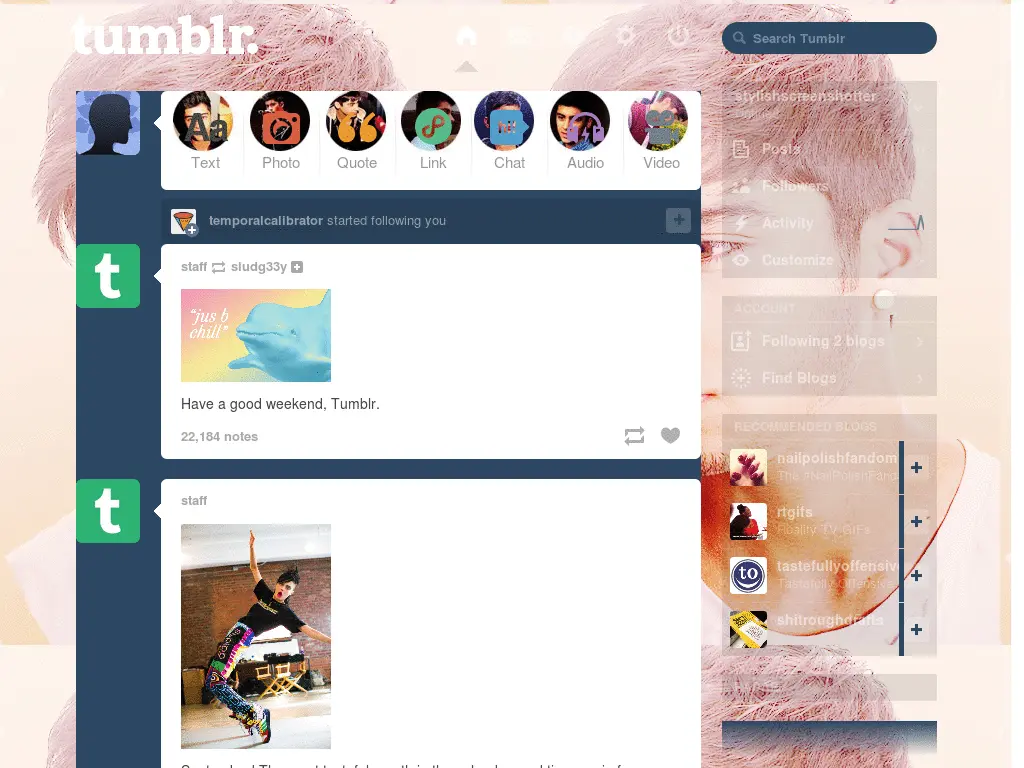 tumblr.
Search Tumblr
Aa
Text
Photo
Quote
Link
Chat
Audio
Video
temporalcalibrator started following you
staff sludg33y
"jus b
chill"
Have a good weekend, Tumblr.
22,184 notes
staff
stylishscreenshotter
Posts
Followers
Activity
Customize
ACCOUNT
Following 2 blogs
Find Blogs
RECOMMENDED BLOGS
nailpolishfandom
The #NailPolishFand
rtgifs
Reality TV GIFs
to
tastefullyoffensiv
Tastefully Offensive
shitroughdrafts